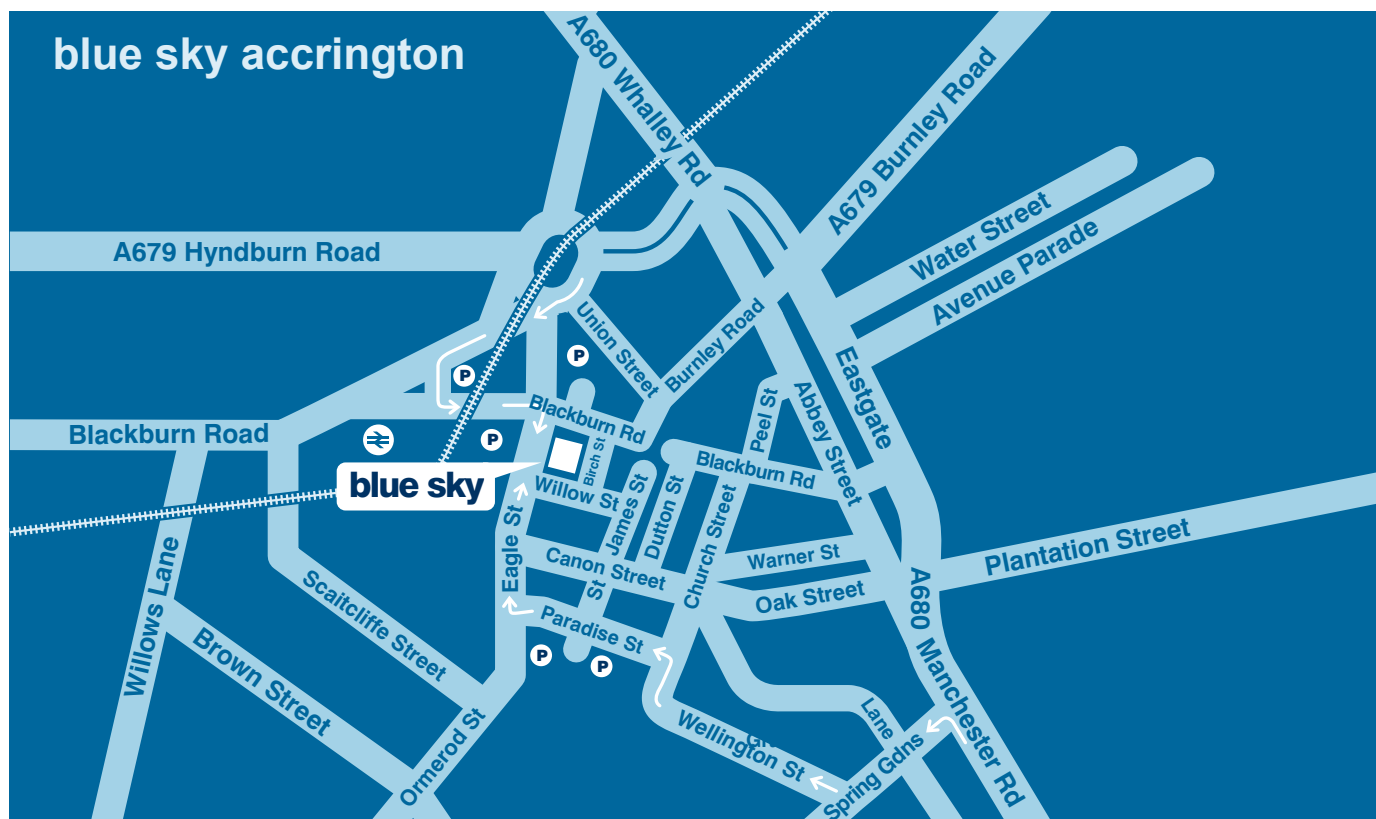 blue sky accrington
A680 Whalley Rd
A679 Burnley Road
A679 Hyndburn Road
Water Street
Avenue Parade
Union Street
Burnley Road
P
P
Eastgate
Abbey Street
Peel St
Blackburn Rd
Blackburn Road
P
Birch St
blue sky
Willow St
Blackburn Rd
St James St
Dutton St
Church Street
Eagle St
Canon Street
Warner St
Oak Street
Plantation Street
A680 Manchester Rd
Scaitcliffe Street
Willows Lane
Brown Street
Paradise St
P
P
Ormerod St
Wellington St
Lane
Spring Gdns